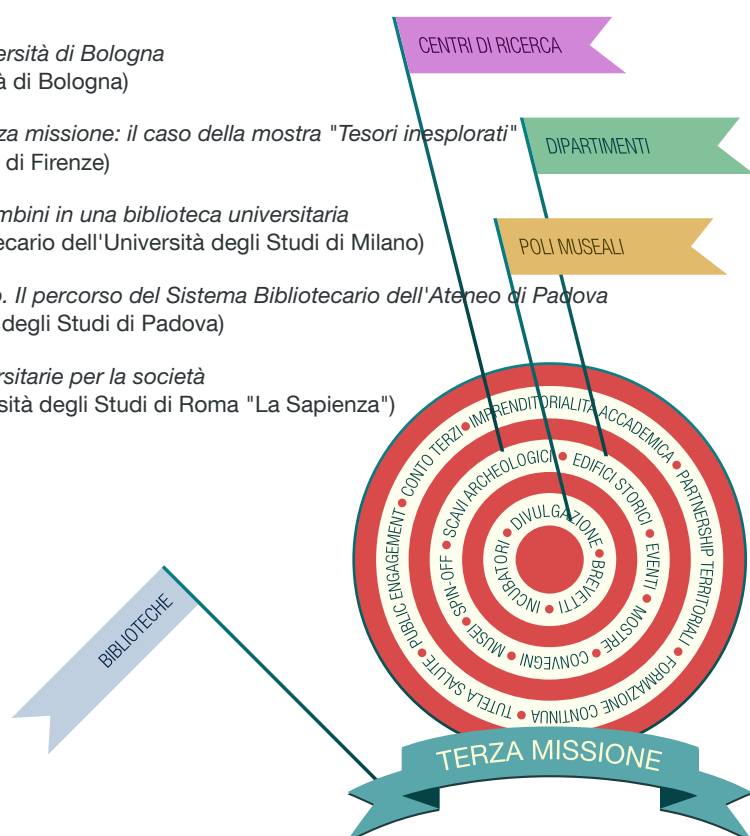 ersità di Bologna
à di Bologna)
za missione: il caso della mostra "Tesori inesplorati"
di Firenze)
mbini in una biblioteca universitaria
ecario dell'Università degli Studi di Milano)
o. Il percorso del Sistema Bibliotecario dell'Ateneo di Padova
degli Studi di Padova)
rsitarie per la società
sità degli Studi di Roma "La Sapienza")
CENTRI DI RICERCA
DIPARTIMENTI
POLI MUSEALI
BIBLIOTECHE
TUTELA SALUTE • PUBLIC ENGAGEMENT • CONTO TERZI • IMPRENDITORIALITÀ ACCADEMICA • PARTNERSHIP TERRITORIALI • FORMAZIONE CONTINUA •
MUSEI • SPIN-OFF • SCAVI ARCHEOLOGICI • EDIFICI STORICI • EVENTI • MOSTRE • CONVEGNI •
INCUBATORI • DIVULGAZIONE • BREVETTI •
TERZA MISSIONE